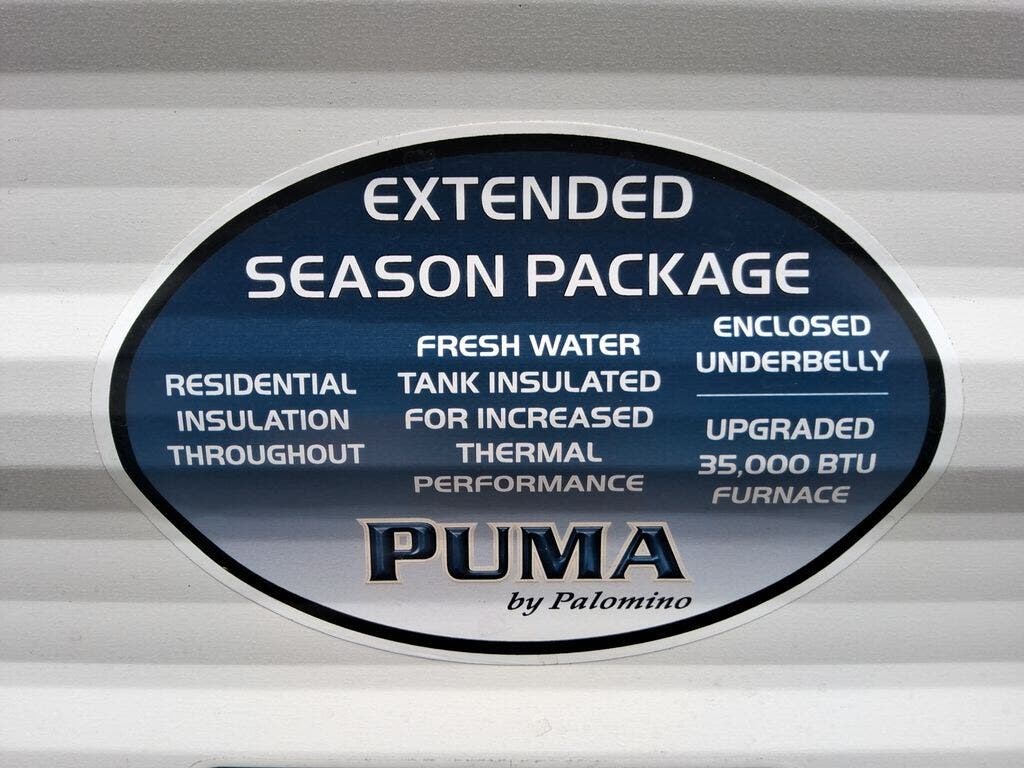 EXTENDED
SEASON PACKAGE
RESIDENTIAL
INSULATION
THROUGHOUT
FRESH WATER
TANK INSULATED
FOR INCREASED
THERMAL
PERFORMANCE
ENCLOSED
UNDERBELLY
UPGRADED
35,000 BTU
FURNACE
PUMA
by Palomino